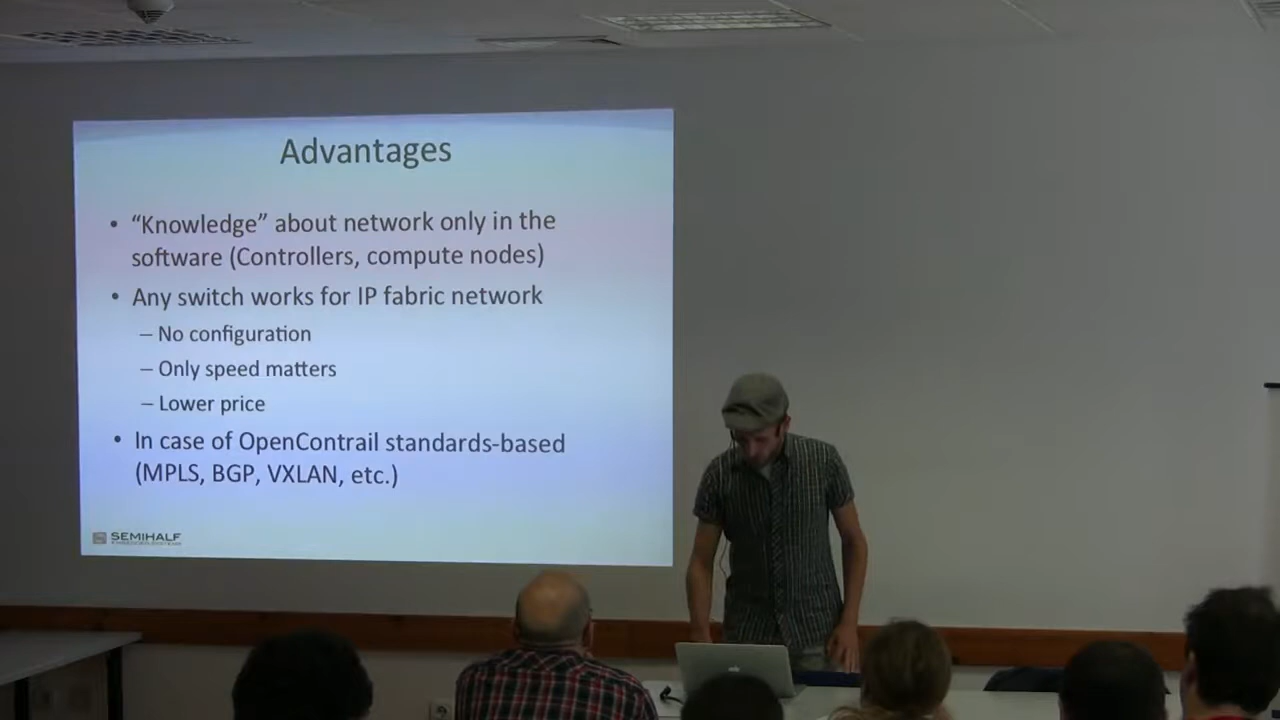 Advantages
• “Knowledge” about network only in the
software (Controllers, compute nodes)
• Any switch works for IP fabric network
– No configuration
– Only speed matters
– Lower price
• In case of OpenContrail standards-based
(MPLS, BGP, VXLAN, etc.)
SEMIHALF